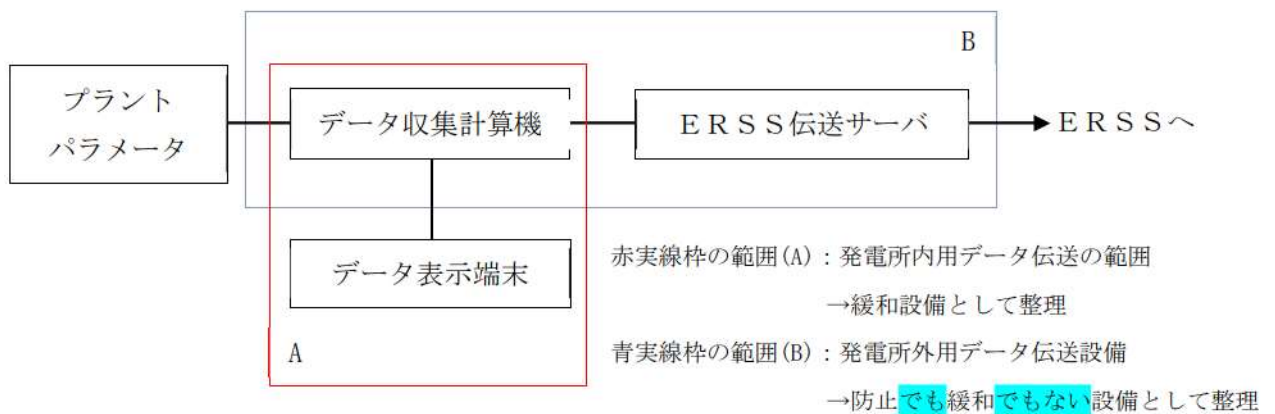 B
プラント
パラメータ
データ収集計算機
ＥＲＳＳ伝送サーバ
ＥＲＳＳへ
データ表示端末
A
赤実線枠の範囲(A)：発電所内用データ伝送の範囲
→緩和設備として整理
青実線枠の範囲(B)：発電所外用データ伝送設備
→防止でも緩和でもない設備として整理